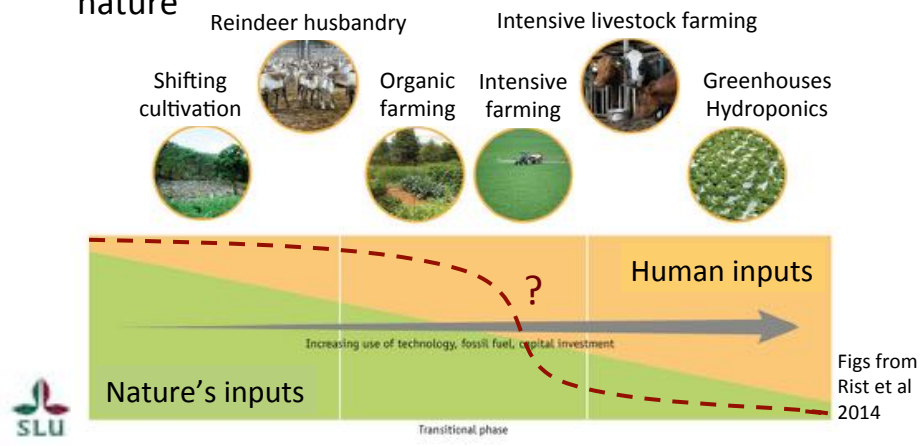 nature
Reindeer husbandry
Intensive livestock farming
Shifting
cultivation
Organic
farming
Intensive
farming
Greenhouses
Hydroponics
Human inputs
?
Increasing use of technology, fossil fuel, capital investment
Nature's inputs
Figs from
Rist et al
2014
SLU
Transitional phase